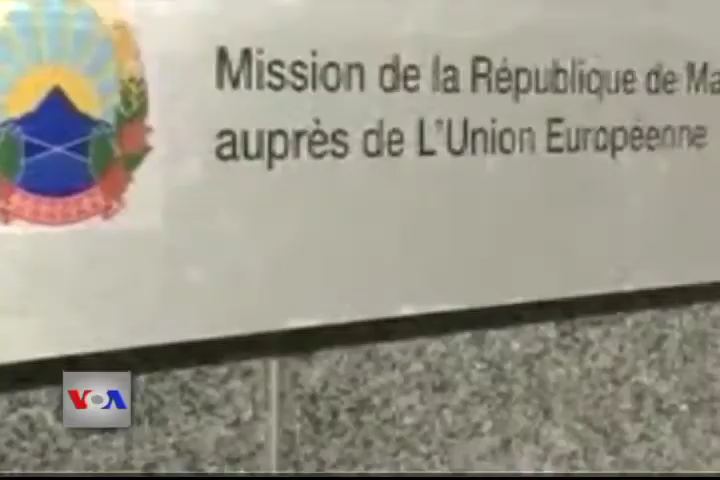 Mission de la République de Ma
auprès de L'Union Européenne
VOA